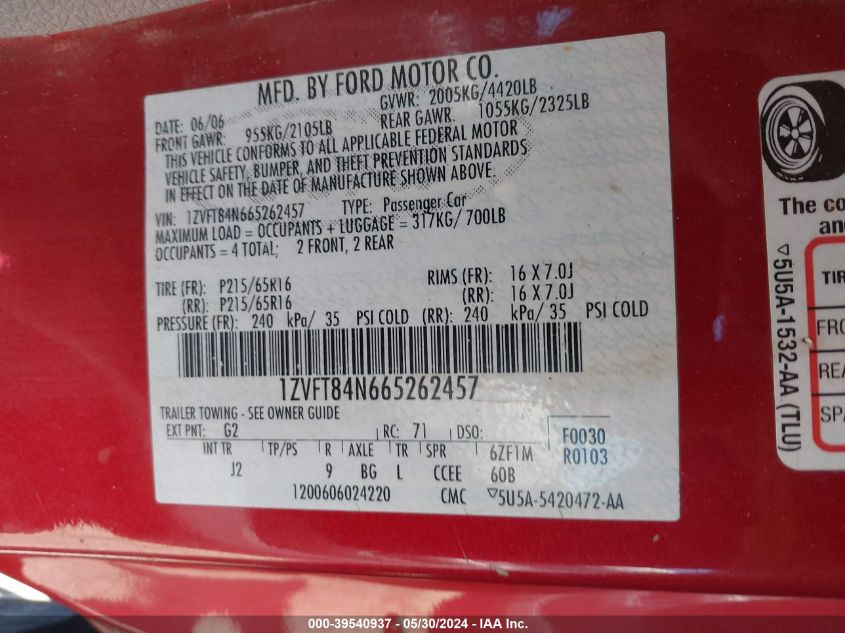 MFD. BY FORD MOTOR CO.
DATE: 06/06 GVWR: 2005KG/4420LB
FRONT GAWR: 955KG/2105LB REAR GAWR: 1055KG/2325LB
THIS VEHICLE CONFORMS TO ALL APPLICABLE FEDERAL MOTOR
VEHICLE SAFETY, BUMPER, AND THEFT PREVENTION STANDARDS
IN EFFECT ON THE DATE OF MANUFACTURE SHOWN ABOVE.
VIN: 1ZVFT84N665262457 TYPE: Passenger Car
MAXIMUM LOAD = OCCUPANTS + LUGGAGE = 317KG/ 700LB
OCCUPANTS = 4 TOTAL; 2 FRONT, 2 REAR
TIRE (FR): P215/65R16 RIMS (FR): 16 X 7.0J
(RR): P215/65R16 (RR): 16 X 7.0J
PRESSURE (FR): 240 kPa/ 35 PSI COLD (RR): 240 kPa/ 35 PSI COLD
1ZVFT84N665262457
TRAILER TOWING - SEE OWNER GUIDE
EXT PNT: G2 RC: 71 DSO: F0030
INT TR TP/PS R AXLE TR SPR 6ZF1M R0103
J2 9 BG L CCEE 60B
1200606024220 CMC ▽5U5A-5420472-AA
The co
an
▽5U5A-1532-AA (TLU)
TIR
FRO
REA
SPA
000-39540937 - 05/30/2024 - IAA Inc.